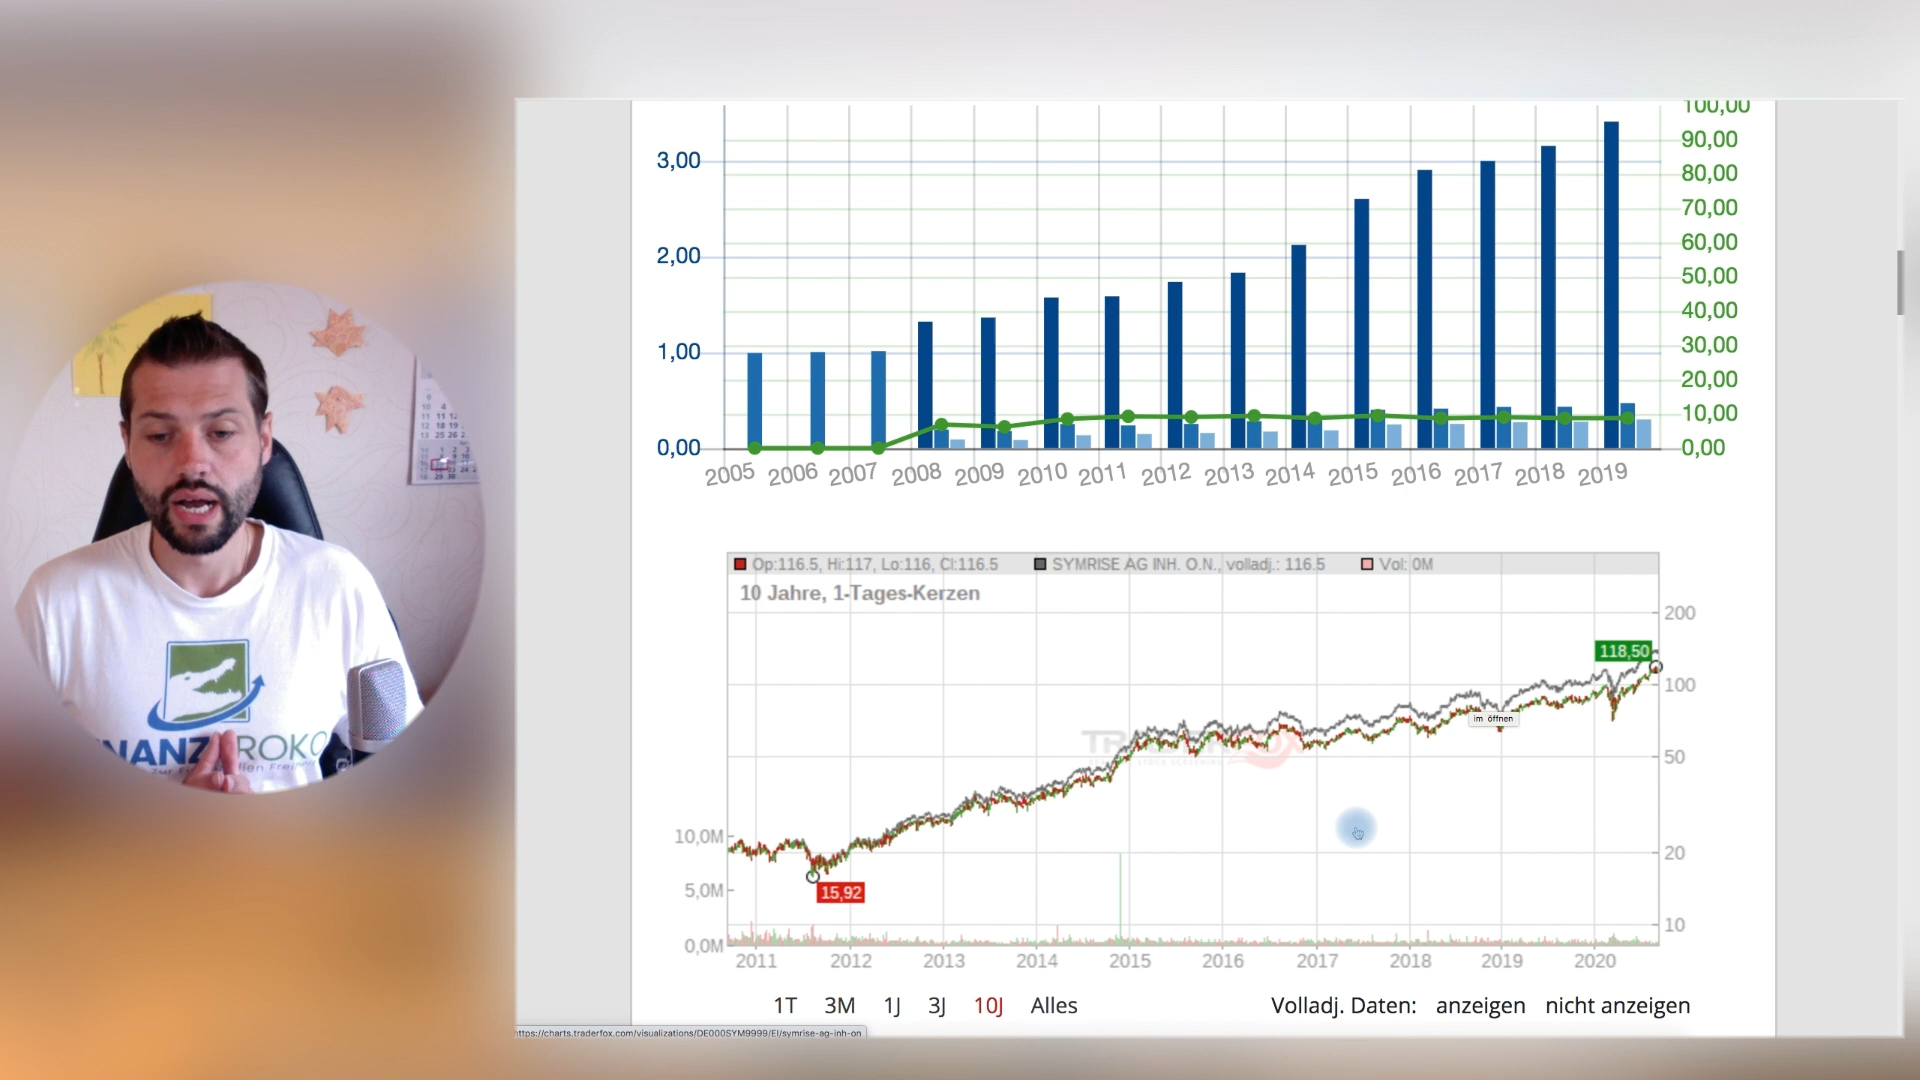 100,00
90,00
3,00
80,00
70,00
2,00
60,00
50,00
40,00
1,00
30,00
20,00
10,00
0,00
0,00
2005 2006 2007 2008 2009 2010 2011 2012 2013 2014 2015 2016 2017 2018 2019
Op:116.5, Hi:117, Lo:116, Cl:116.5 SYMRISE AG INH. O.N., volladj.: 116.5 Vol: 0M
10 Jahre, 1-Tages-Kerzen
200
118,50
100
im öffnen
50
10,0M
20
5,0M
15,92
10
0,0M
2011 2012 2013 2014 2015 2016 2017 2018 2019 2020
1T 3M 1J 3J 10J Alles Volladj. Daten: anzeigen nicht anzeigen
https://charts.traderfox.com/visualizations/DE000SYM9999/EI/symrise-ag-inh-on